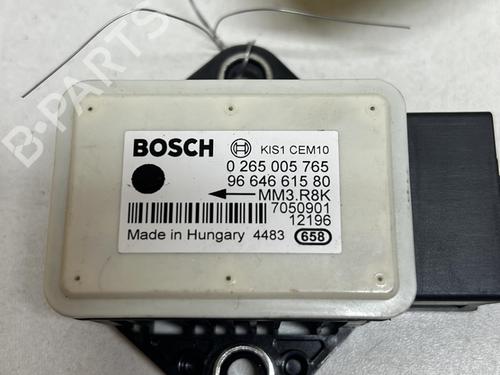 B-PARTS
BOSCH KIS1 CEM10
0 265 005 765
96 646 615 80
MM3.R8K
7050901
12196
Made in Hungary 4483 658